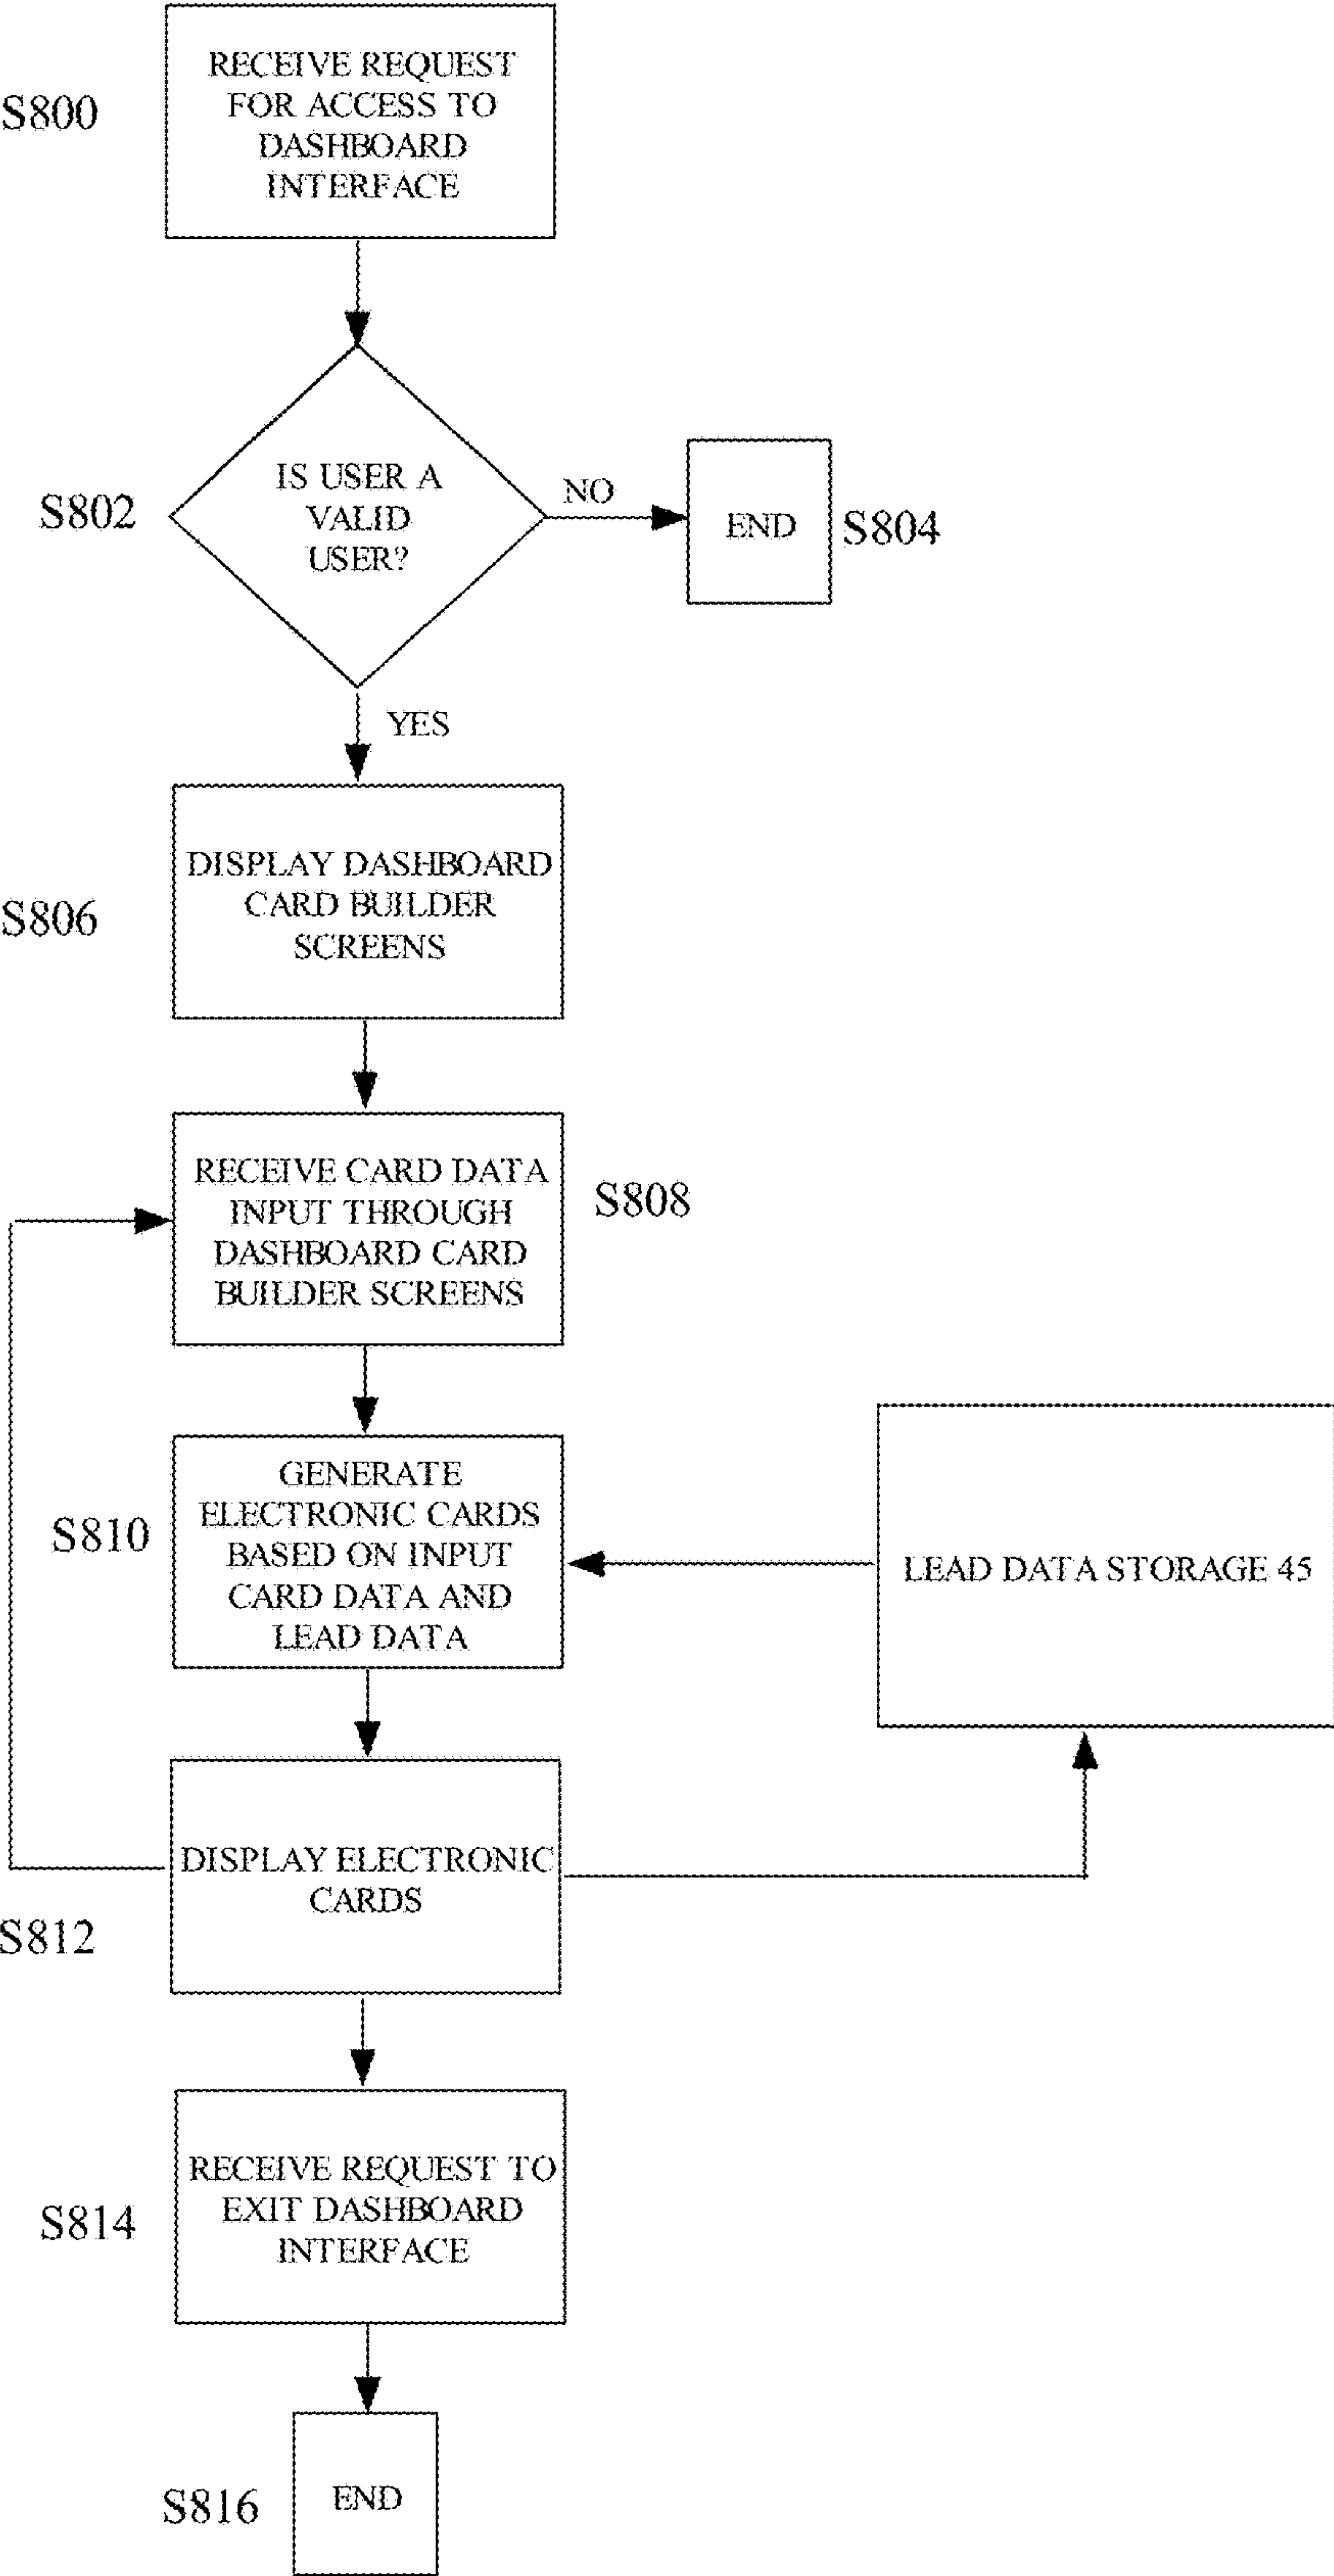 S800
RECEIVE REQUEST
FOR ACCESS TO
DASHBOARD
INTERFACE
S802
IS USER A
VALID
USER?
NO
END
S804
YES
S806
DISPLAY DASHBOARD
CARD BUILDER
SCREENS
RECEIVE CARD DATA
INPUT THROUGH
DASHBOARD CARD
BUILDER SCREENS
S808
S810
GENERATE
ELECTRONIC CARDS
BASED ON INPUT
CARD DATA AND
LEAD DATA
LEAD DATA STORAGE 45
DISPLAY ELECTRONIC
CARDS
S812
S814
RECEIVE REQUEST TO
EXIT DASHBOARD
INTERFACE
S816
END